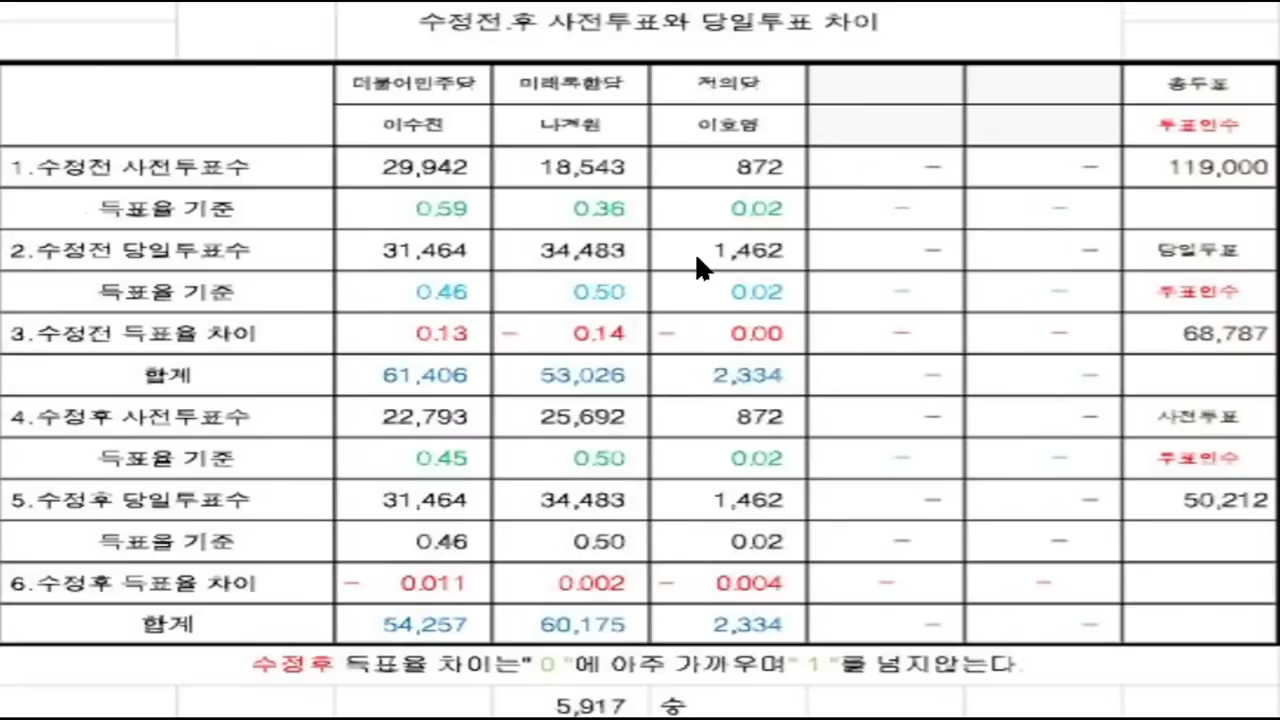 수정전.후 사전투표와 당일투표 차이
더불어민주당 미래통합당 정의당 총투표
이수진 나경원 이호영 투표인수
1.수정전 사전투표수 29,942 18,543 872 – – 119,000
득표율 기준 0.59 0.36 0.02 – –
2.수정전 당일투표수 31,464 34,483 1,462 – – 당일투표
득표율 기준 0.46 0.50 0.02 – – 투표인수
3.수정전 득표율 차이 0.13 – 0.14 – 0.00 – – 68,787
합계 61,406 53,026 2,334 – –
4.수정후 사전투표수 22,793 25,692 872 – – 사전투표
득표율 기준 0.45 0.50 0.02 – – 투표인수
5.수정후 당일투표수 31,464 34,483 1,462 – – 50,212
득표율 기준 0.46 0.50 0.02 – –
6.수정후 득표율 차이 – 0.011 0.002 – 0.004 – –
합계 54,257 60,175 2,334 – –
수정후 득표율 차이는" 0 "에 아주 가까우며" 1 "를 넘지않는다.
5,917 승